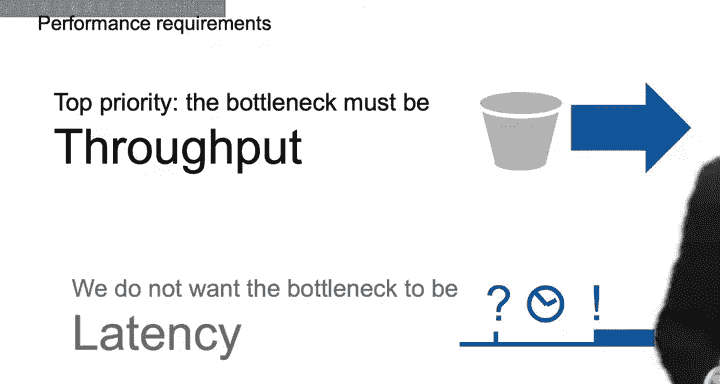 Performance requirements
Top priority: the bottleneck must be
Throughput
We do not want the bottleneck to be
? !
Latency